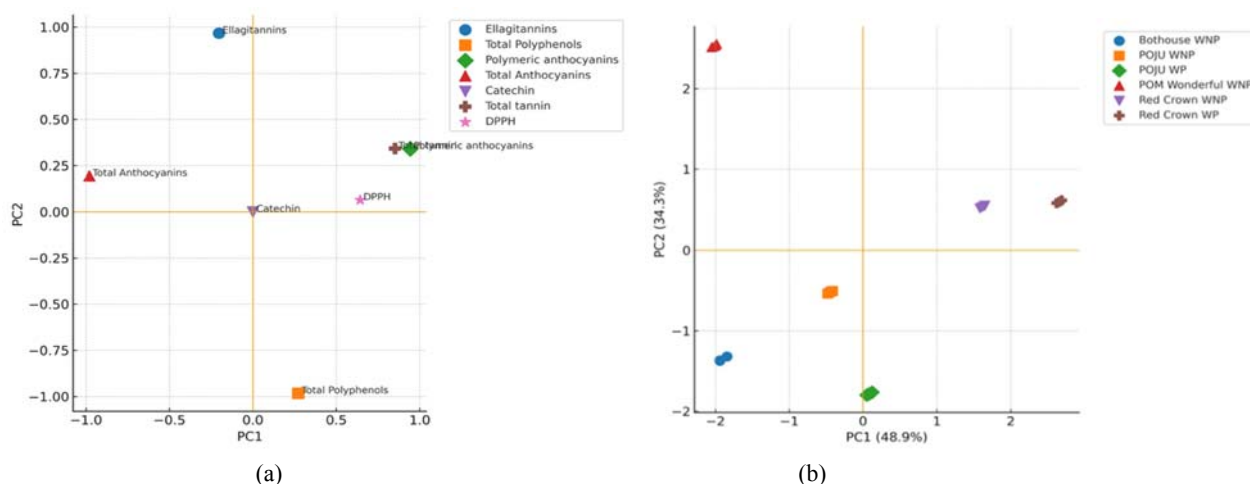 1.00
0.75
0.50
0.25
0.00
−0.25
−0.50
−0.75
−1.00
PC2
−1.0
−0.5
0.0
0.5
1.0
PC1
Ellagitannins
Total Anthocyanins
Catechin
DPPH
Polymeric anthocyanins
Total Polyphenols
Ellagitannins
Total Polyphenols
Polymeric anthocyanins
Total Anthocyanins
Catechin
Total tannin
DPPH
(a)
2
1
0
−1
−2
PC2 (34.3%)
−2
−1
0
1
2
PC1 (48.9%)
Bothouse WNP
POJU WNP
POJU WP
POM Wonderful WNP
Red Crown WNP
Red Crown WP
(b)